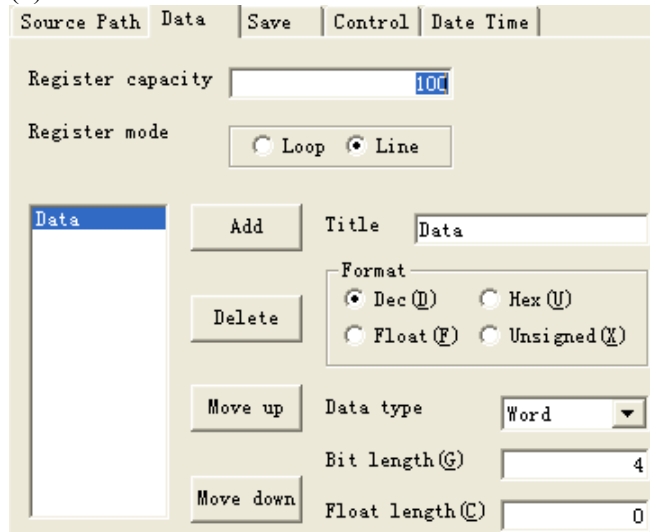 Source Path Data Save Control Date Time
Register capacity 100
Register mode Loop Line
Data Add Title Data
Format
Dec(D) Hex(U)
Delete
Float(F) Unsigned(X)
Move up Data type Word
Bit length(G) 4
Move down Float length(C) 0